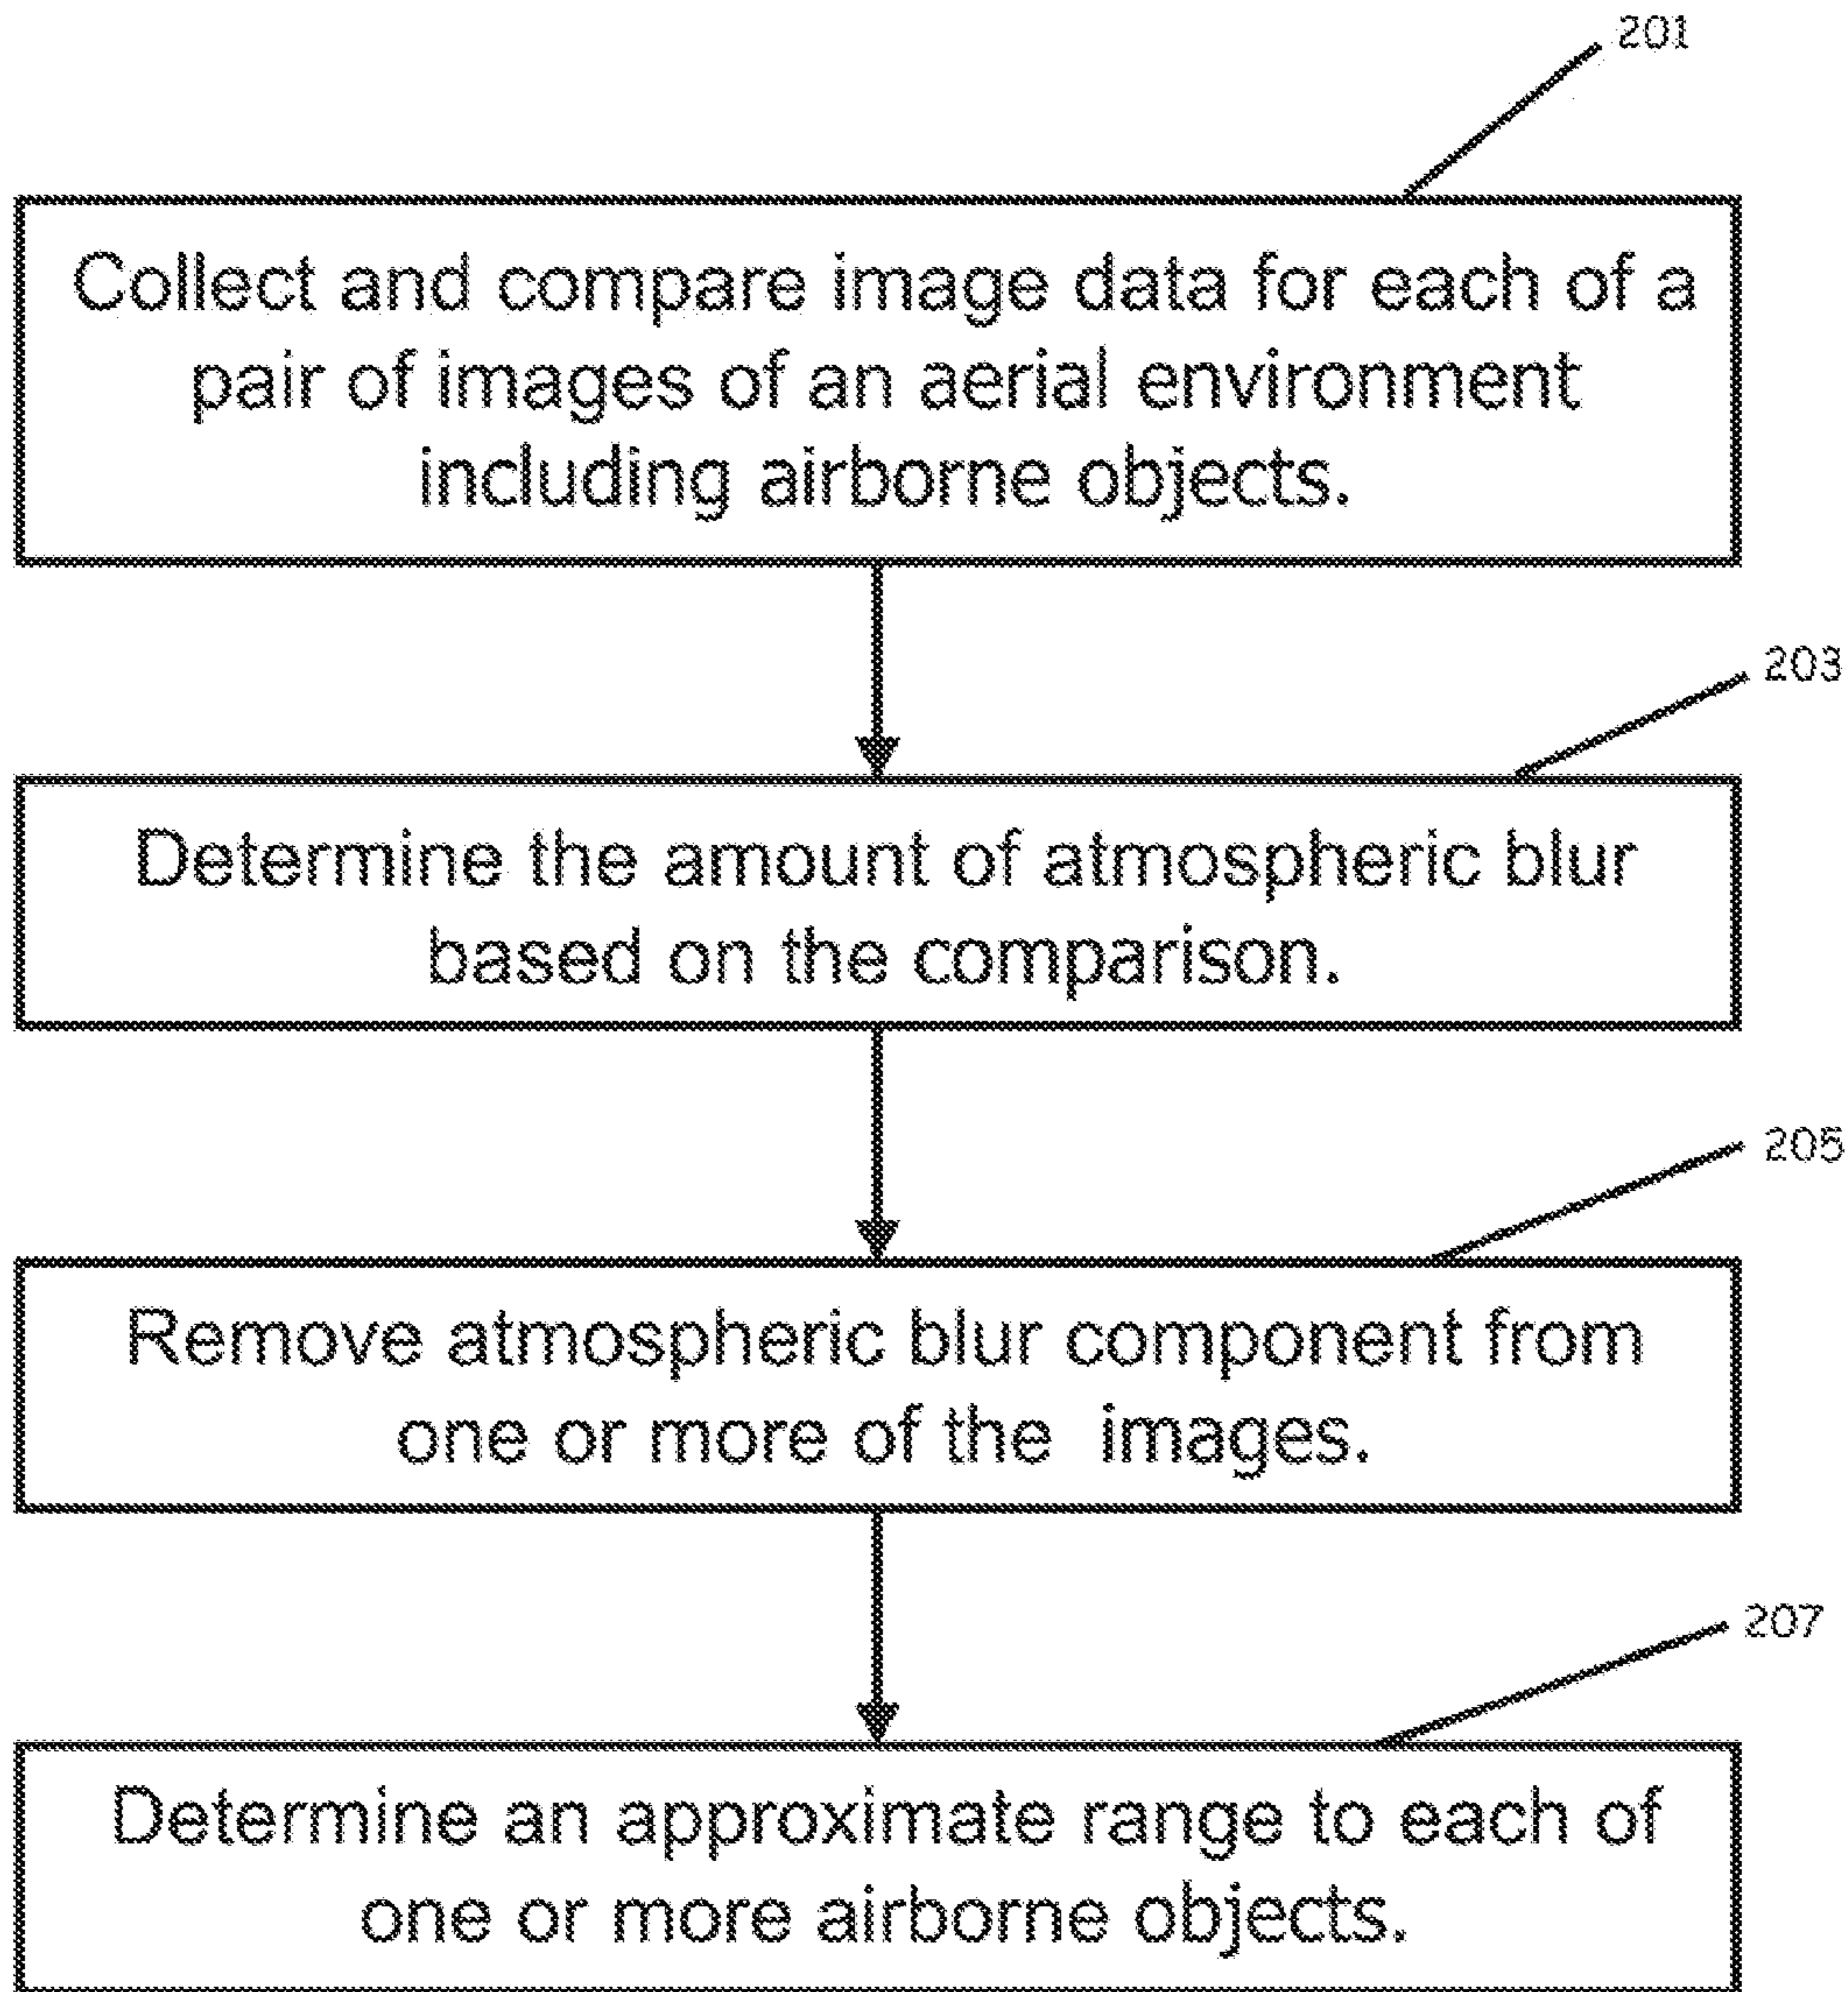 201
Collect and compare image data for each of a
pair of images of an aerial environment
including airborne objects.
203
Determine the amount of atmospheric blur
based on the comparison.
205
Remove atmospheric blur component from
one or more of the images.
207
Determine an approximate range to each of
one or more airborne objects.